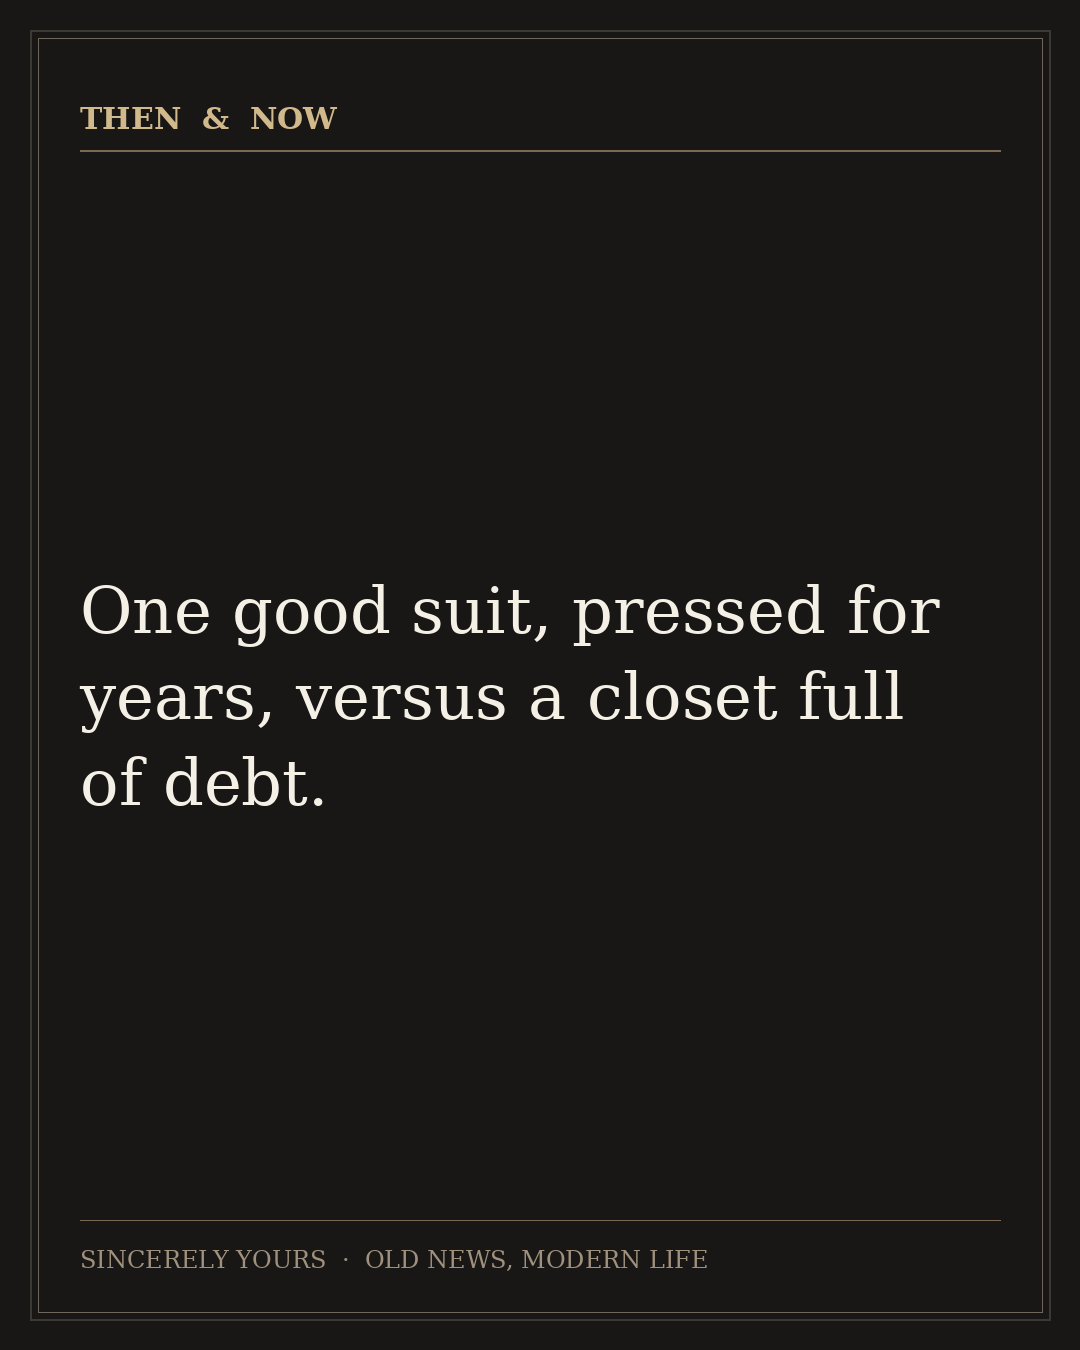 THEN & NOW
One good suit, pressed for
years, versus a closet full
of debt.
SINCERELY YOURS · OLD NEWS, MODERN LIFE